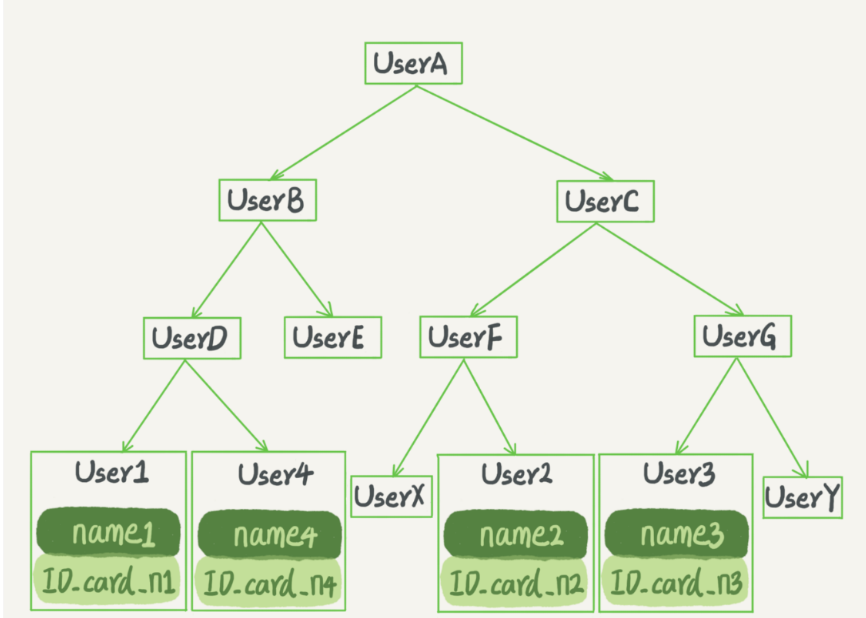 UserA
UserB
UserC
UserD
UserE
UserF
UserG
User1
name1
ID_card_n1
User4
name4
ID_card_n4
UserX
User2
name2
ID_card_n2
User3
name3
ID_card_n3
UserY